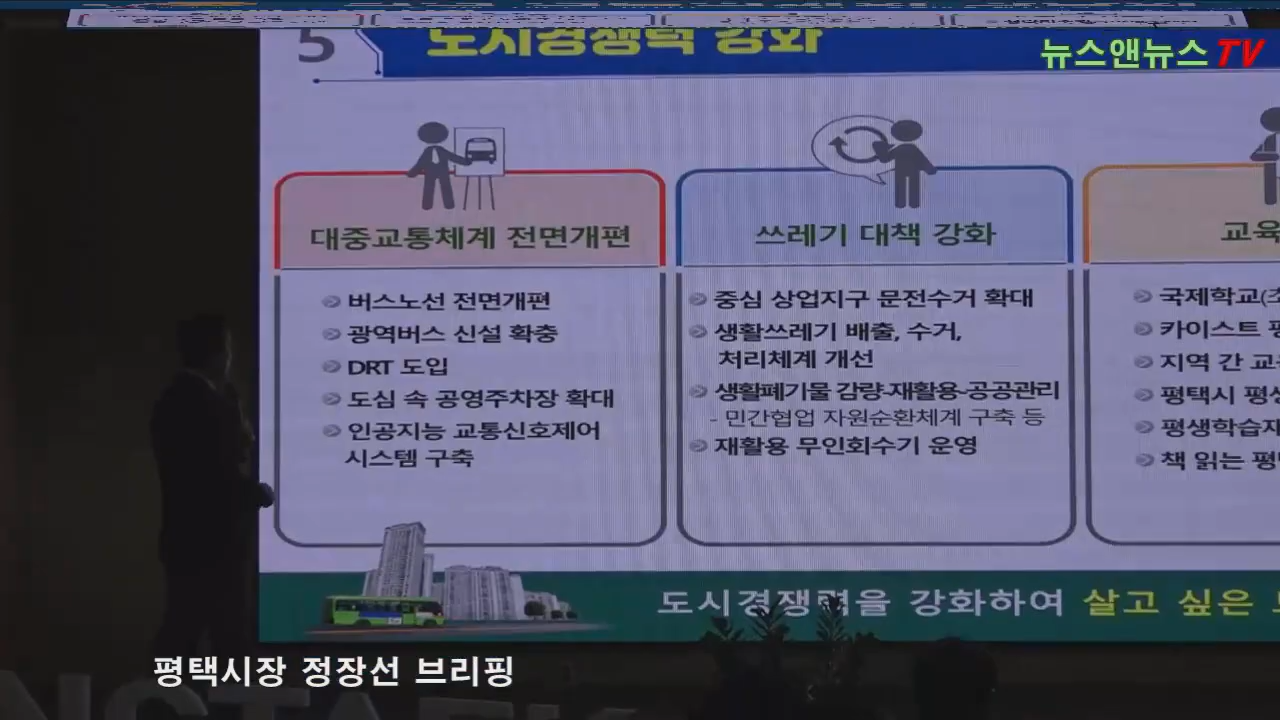 5 도시경쟁력 강화
뉴스앤뉴스TV
대중교통체계 전면개편
버스노선 전면개편
광역버스 신설 확충
DRT 도입
도심 속 공영주차장 확대
인공지능 교통신호제어
시스템 구축
쓰레기 대책 강화
중심 상업지구 문전수거 확대
생활쓰레기 배출, 수거,
처리체계 개선
생활폐기물 감량-재활용-공공관리
- 민간협업 자원순환체계 구축 등
재활용 무인회수기 운영
교육
국제학교(초
카이스트
지역 간 교육
평택시 평생
평생학습
책 읽는 평택
도시경쟁력을 강화하여 살고 싶은
평택시장 정장선 브리핑